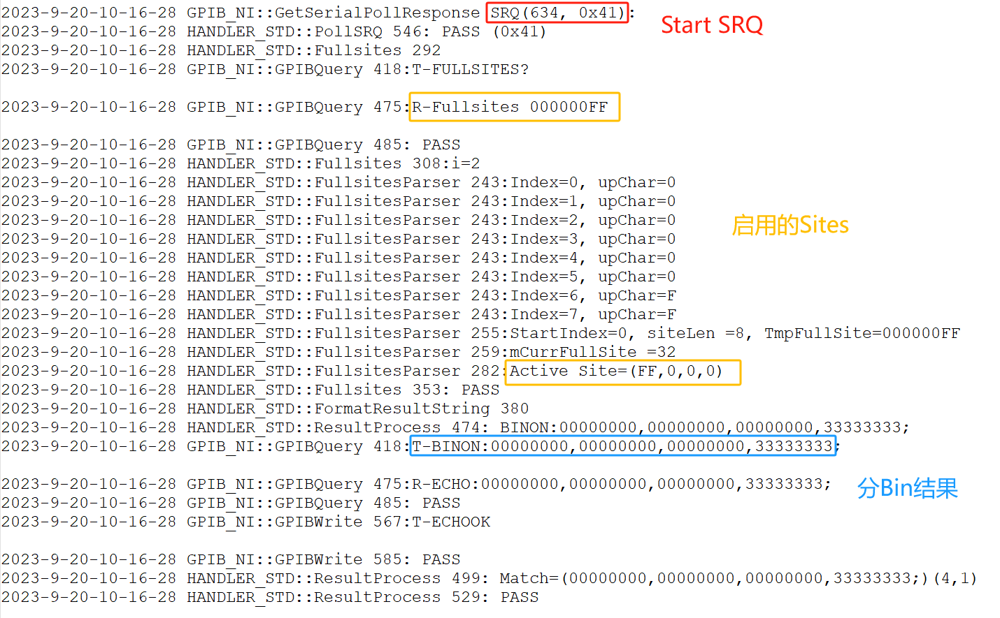 2023-9-20-10-16-28 GPIB_NI::GetSerialPollResponse SRQ(634, 0x41):
Start SRQ
2023-9-20-10-16-28 HANDLER_STD::PollSRQ 546: PASS (0x41)
2023-9-20-10-16-28 HANDLER_STD::Fullsites 292
2023-9-20-10-16-28 GPIB_NI::GPIBQuery 418:T-FULLSITES?
2023-9-20-10-16-28 GPIB_NI::GPIBQuery 475:R-Fullsites 000000FF
2023-9-20-10-16-28 GPIB_NI::GPIBQuery 485: PASS
2023-9-20-10-16-28 HANDLER_STD::Fullsites 308:i=2
2023-9-20-10-16-28 HANDLER_STD::FullsitesParser 243:Index=0, upChar=0
2023-9-20-10-16-28 HANDLER_STD::FullsitesParser 243:Index=1, upChar=0
2023-9-20-10-16-28 HANDLER_STD::FullsitesParser 243:Index=2, upChar=0
启用的Sites
2023-9-20-10-16-28 HANDLER_STD::FullsitesParser 243:Index=3, upChar=0
2023-9-20-10-16-28 HANDLER_STD::FullsitesParser 243:Index=4, upChar=0
2023-9-20-10-16-28 HANDLER_STD::FullsitesParser 243:Index=5, upChar=0
2023-9-20-10-16-28 HANDLER_STD::FullsitesParser 243:Index=6, upChar=F
2023-9-20-10-16-28 HANDLER_STD::FullsitesParser 243:Index=7, upChar=F
2023-9-20-10-16-28 HANDLER_STD::FullsitesParser 255:StartIndex=0, siteLen =8, TmpFullSite=000000FF
2023-9-20-10-16-28 HANDLER_STD::FullsitesParser 259:mCurrFullSite =32
2023-9-20-10-16-28 HANDLER_STD::FullsitesParser 282:Active Site=(FF,0,0,0)
2023-9-20-10-16-28 HANDLER_STD::Fullsites 353: PASS
2023-9-20-10-16-28 HANDLER_STD::FormatResultString 380
2023-9-20-10-16-28 HANDLER_STD::ResultProcess 474: BINON:00000000,00000000,00000000,33333333;
2023-9-20-10-16-28 GPIB_NI::GPIBQuery 418:T-BINON:00000000,00000000,00000000,33333333;
2023-9-20-10-16-28 GPIB_NI::GPIBQuery 475:R-ECHO:00000000,00000000,00000000,33333333;
分Bin结果
2023-9-20-10-16-28 GPIB_NI::GPIBQuery 485: PASS
2023-9-20-10-16-28 GPIB_NI::GPIBWrite 567:T-ECHOOK
2023-9-20-10-16-28 GPIB_NI::GPIBWrite 585: PASS
2023-9-20-10-16-28 HANDLER_STD::ResultProcess 499: Match=(00000000,00000000,00000000,33333333;)(4,1)
2023-9-20-10-16-28 HANDLER_STD::ResultProcess 529: PASS